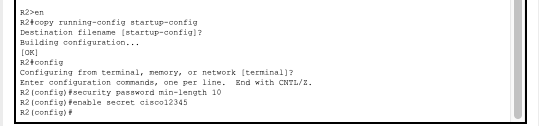 R2>en
R2#copy running-config startup-config
Destination filename [startup-config]?
Building configuration...
[OK]
R2#config
Configuring from terminal, memory, or network [terminal]?
Enter configuration commands, one per line.  End with CNTL/Z.
R2(config)#security password min-length 10
R2(config)#enable secret cisco12345
R2(config)#